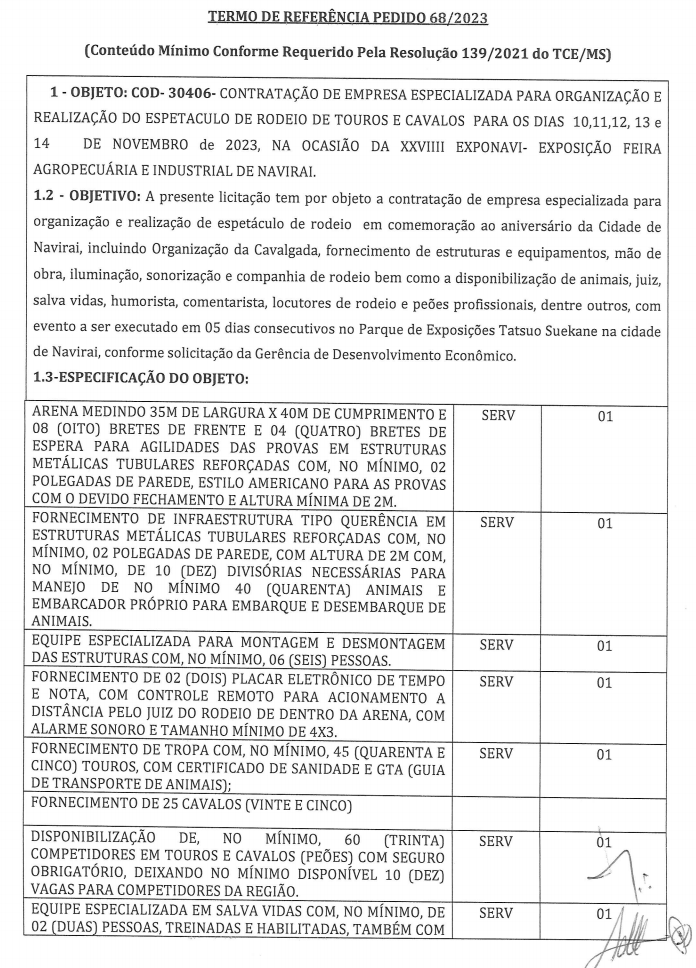 TERMO DE REFERÊNCIA PEDIDO 68/2023
(Conteúdo Mínimo Conforme Requerido Pela Resolução 139/2021 do TCE/MS)
1 - OBJETO: COD- 30406- CONTRATAÇÃO DE EMPRESA ESPECIALIZADA PARA ORGANIZAÇÃO E
REALIZAÇÃO DO ESPETACULO DE RODEIO DE TOUROS E CAVALOS PARA OS DIAS 10,11,12, 13 e
14 DE NOVEMBRO de 2023, NA OCASIÃO DA XXVIIII EXPONAVI- EXPOSIÇÃO FEIRA
AGROPECUÁRIA E INDUSTRIAL DE NAVIRAI.
1.2 - OBJETIVO: A presente licitação tem por objeto a contratação de empresa especializada para
organização e realização de espetáculo de rodeio em comemoração ao aniversário da Cidade de
Navirai, incluindo Organização da Cavalgada, fornecimento de estruturas e equipamentos, mão de
obra, iluminação, sonorização e companhia de rodeio bem como a disponibilização de animais, juiz,
salva vidas, humorista, comentarista, locutores de rodeio e peões profissionais, dentre outros, com
evento a ser executado em 05 dias consecutivos no Parque de Exposições Tatsuo Suekane na cidade
de Navirai, conforme solicitação da Gerência de Desenvolvimento Econômico.
1.3-ESPECIFICAÇÃO DO OBJETO:
ARENA MEDINDO 35M DE LARGURA X 40M DE CUMPRIMENTO E SERV 01
08 (OITO) BRETES DE FRENTE E 04 (QUATRO) BRETES DE
ESPERA PARA AGILIDADES DAS PROVAS EM ESTRUTURAS
METÁLICAS TUBULARES REFORÇADAS COM, NO MÍNIMO, 02
POLEGADAS DE PAREDE, ESTILO AMERICANO PARA AS PROVAS
COM O DEVIDO FECHAMENTO E ALTURA MÍNIMA DE 2M.
FORNECIMENTO DE INFRAESTRUTURA TIPO QUERÊNCIA EM SERV 01
ESTRUTURAS METÁLICAS TUBULARES REFORÇADAS COM, NO
MÍNIMO, 02 POLEGADAS DE PAREDE, COM ALTURA DE 2M COM,
NO MÍNIMO, DE 10 (DEZ) DIVISÓRIAS NECESSÁRIAS PARA
MANEJO DE NO MÍNIMO 40 (QUARENTA) ANIMAIS E
EMBARCADOR PRÓPRIO PARA EMBARQUE E DESEMBARQUE DE
ANIMAIS.
EQUIPE ESPECIALIZADA PARA MONTAGEM E DESMONTAGEM SERV 01
DAS ESTRUTURAS COM, NO MÍNIMO, 06 (SEIS) PESSOAS.
FORNECIMENTO DE 02 (DOIS) PLACAR ELETRÔNICO DE TEMPO SERV 01
E NOTA, COM CONTROLE REMOTO PARA ACIONAMENTO A
DISTÂNCIA PELO JUIZ DO RODEIO DE DENTRO DA ARENA, COM
ALARME SONORO E TAMANHO MÍNIMO DE 4X3.
FORNECIMENTO DE TROPA COM, NO MÍNIMO, 45 (QUARENTA E SERV 01
CINCO) TOUROS, COM CERTIFICADO DE SANIDADE E GTA (GUIA
DE TRANSPORTE DE ANIMAIS);
FORNECIMENTO DE 25 CAVALOS (VINTE E CINCO)
DISPONIBILIZAÇÃO DE, NO MÍNIMO, 60 (TRINTA) SERV 01
COMPETIDORES EM TOUROS E CAVALOS (PEÕES) COM SEGURO
OBRIGATÓRIO, DEIXANDO NO MÍNIMO DISPONÍVEL 10 (DEZ)
VAGAS PARA COMPETIDORES DA REGIÃO.
EQUIPE ESPECIALIZADA EM SALVA VIDAS COM, NO MÍNIMO, DE SERV 01
02 (DUAS) PESSOAS, TREINADAS E HABILITADAS, TAMBÉM COM